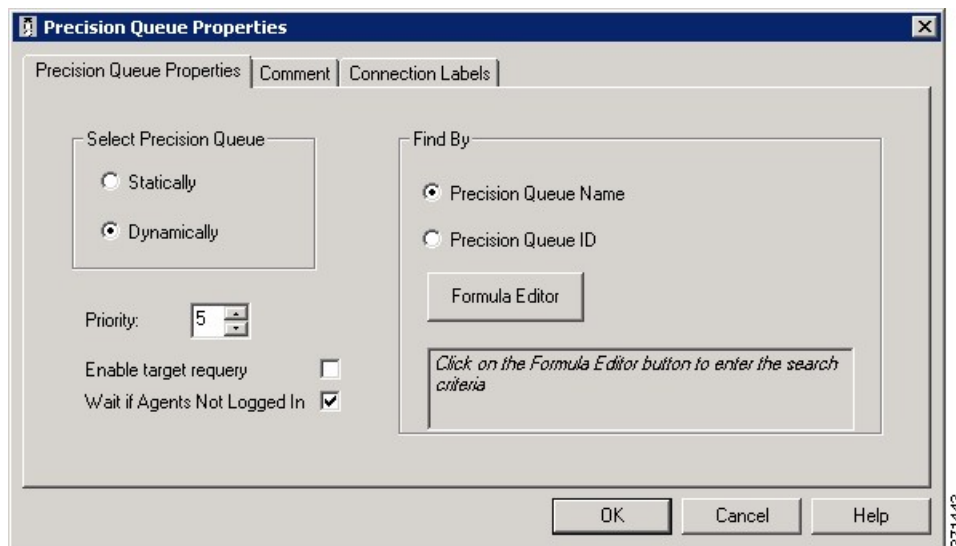 Precision Queue Properties
Precision Queue Properties
Comment
Connection Labels
Select Precision Queue
Statically
Dynamically
Priority:
5
Enable target requery
Wait if Agents Not Logged In
Find By
Precision Queue Name
Precision Queue ID
Formula Editor
Click on the Formula Editor button to enter the search
criteria
OK
Cancel
Help